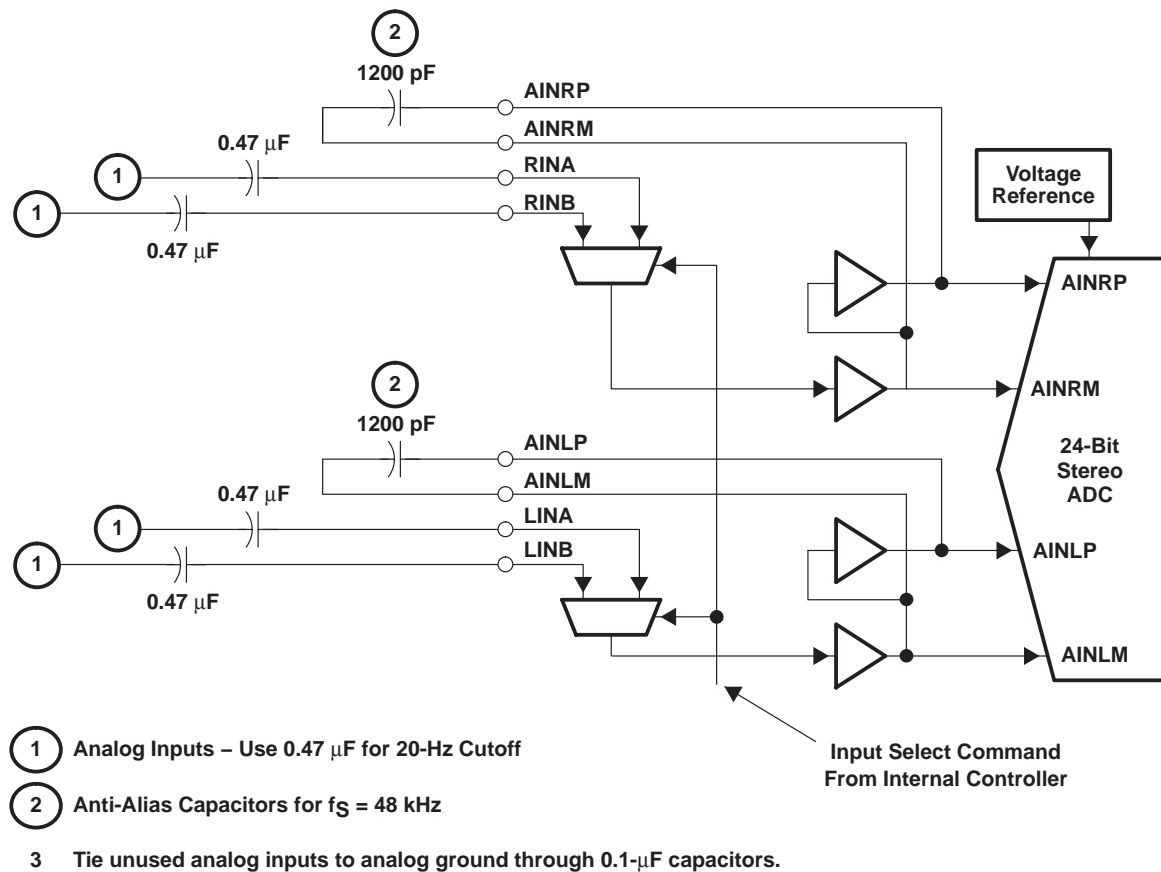 2
1200 pF
AINRP
AINRM
0.47 μF
1
RINA
1
RINB
0.47 μF
Voltage
Reference
AINRP
AINRM
2
1200 pF
AINLP
AINLM
0.47 μF
1
LINA
1
LINB
0.47 μF
24-Bit
Stereo
ADC
AINLP
AINLM
Input Select Command
From Internal Controller
1 Analog Inputs – Use 0.47 μF for 20-Hz Cutoff
2 Anti-Alias Capacitors for fS = 48 kHz
3 Tie unused analog inputs to analog ground through 0.1-μF capacitors.